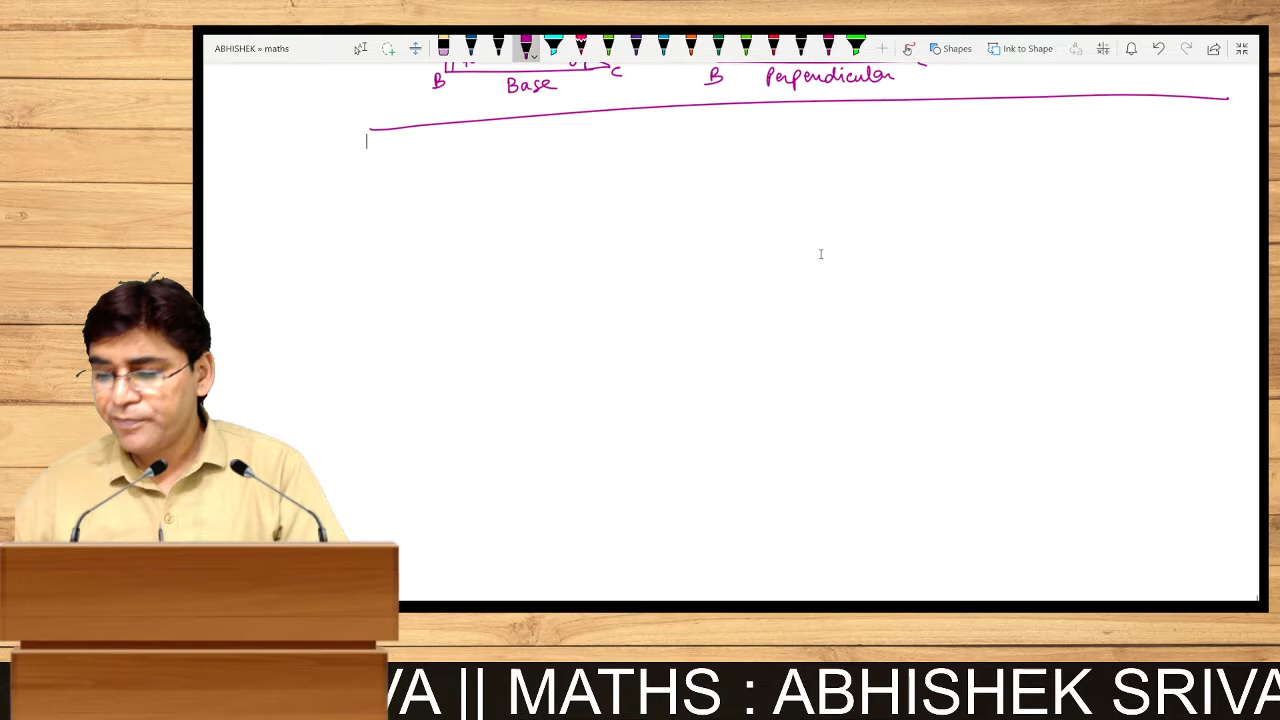 ABHISHEK » maths
Shapes
Ink to Shape
B C
Base
B
Perpendicular
VA || MATHS : ABHISHEK SRIVA